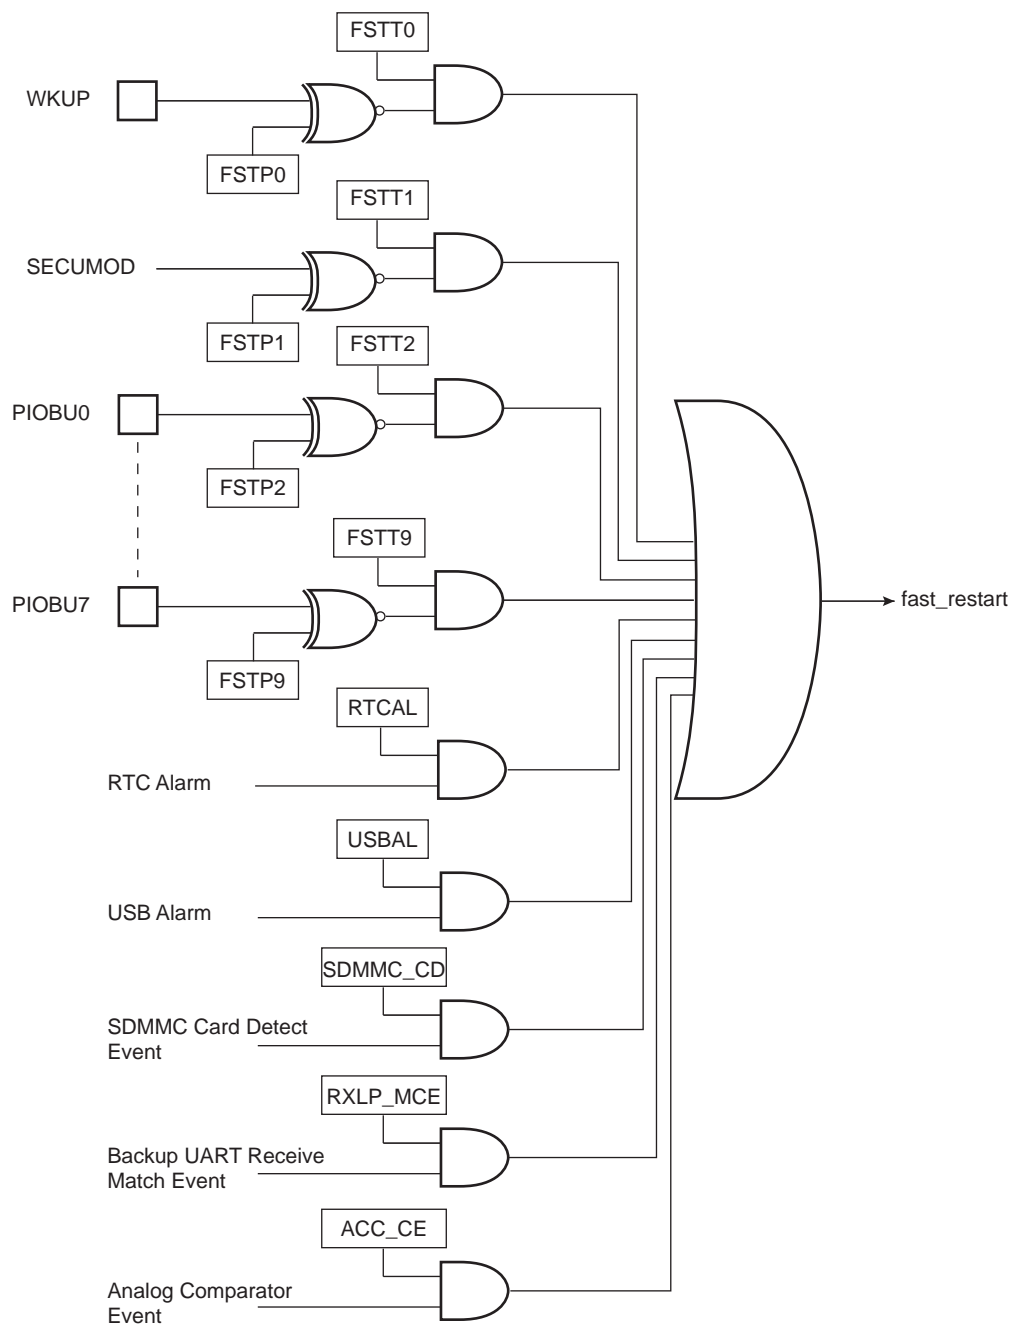 FSTT0
WKUP
FSTP0
FSTT1
SECUMOD
FSTP1
FSTT2
PIOBU0
FSTP2
FSTT9
PIOBU7
fast_restart
FSTP9
RTCAL
RTC Alarm
USBAL
USB Alarm
SDMMC_CD
SDMMC Card Detect
Event
RXLP_MCE
Backup UART Receive
Match Event
ACC_CE
Analog Comparator
Event